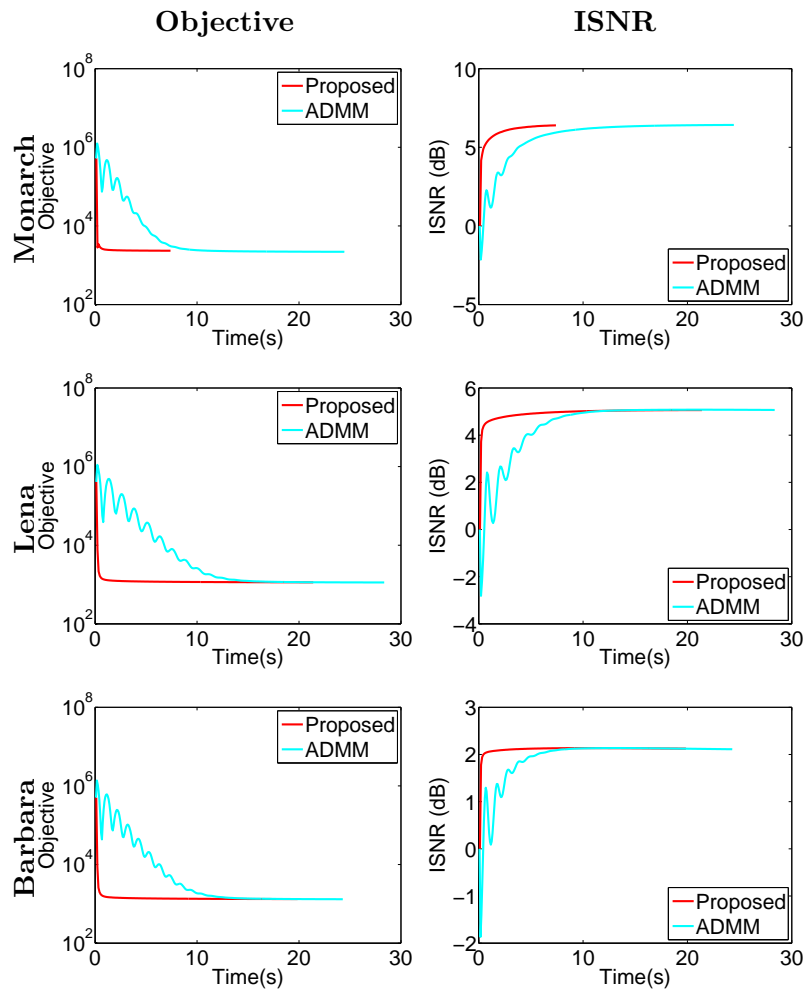 Objective
ISNR
Monarch
Objective
10^8
10^6
10^4
10^2
0
10
20
30
Time(s)
Proposed
ADMM
ISNR (dB)
10
5
0
−5
0
10
20
30
Time(s)
Proposed
ADMM
Lena
Objective
10^8
10^6
10^4
10^2
0
10
20
30
Time(s)
Proposed
ADMM
ISNR (dB)
6
4
2
0
−2
−4
0
10
20
30
Time(s)
Proposed
ADMM
Barbara
Objective
10^8
10^6
10^4
10^2
0
10
20
30
Time(s)
Proposed
ADMM
ISNR (dB)
3
2
1
0
−1
−2
0
10
20
30
Time(s)
Proposed
ADMM